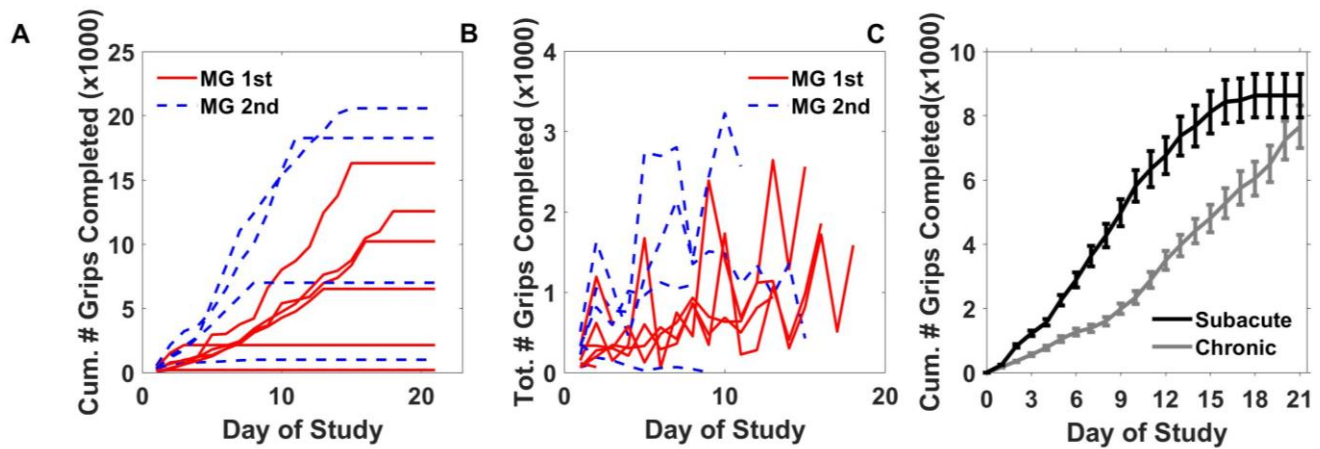 A
Cum. # Grips Completed (x1000)
25
20
15
10
5
0
MG 1st
MG 2nd
0
10
20
Day of Study
B
Tot. # Grips Completed (x1000)
4
3
2
1
0
MG 1st
MG 2nd
0
10
20
Day of Study
C
Cum. # Grips Completed(x1000)
10
8
6
4
2
0
Subacute
Chronic
0 3 6 9 12 15 18 21
Day of Study